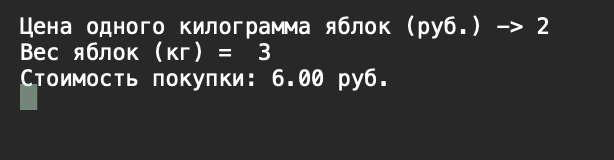 Цена одного килограмма яблок (руб.) -> 2
Вес яблок (кг) =  3
Стоимость покупки: 6.00 руб.